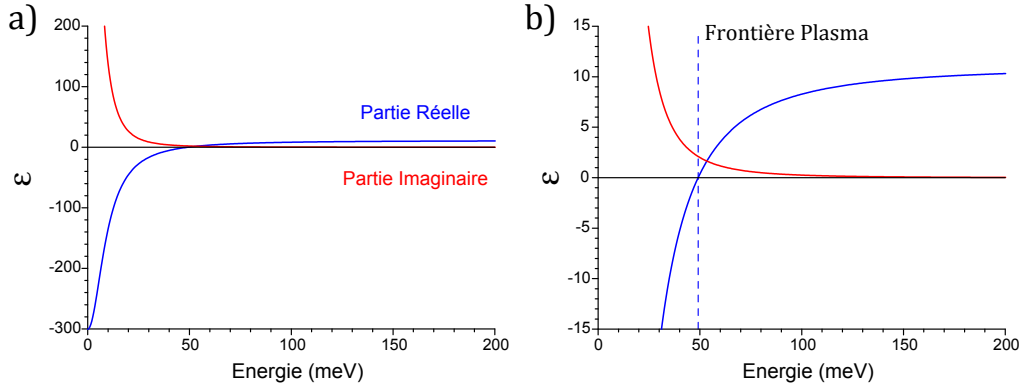 a)
200
100
0
-100
-200
-300
ε
Partie Réelle
Partie Imaginaire
0
50
100
150
200
Energie (meV)
b)
Frontière Plasma
15
10
5
0
-5
-10
-15
ε
0
50
100
150
200
Energie (meV)